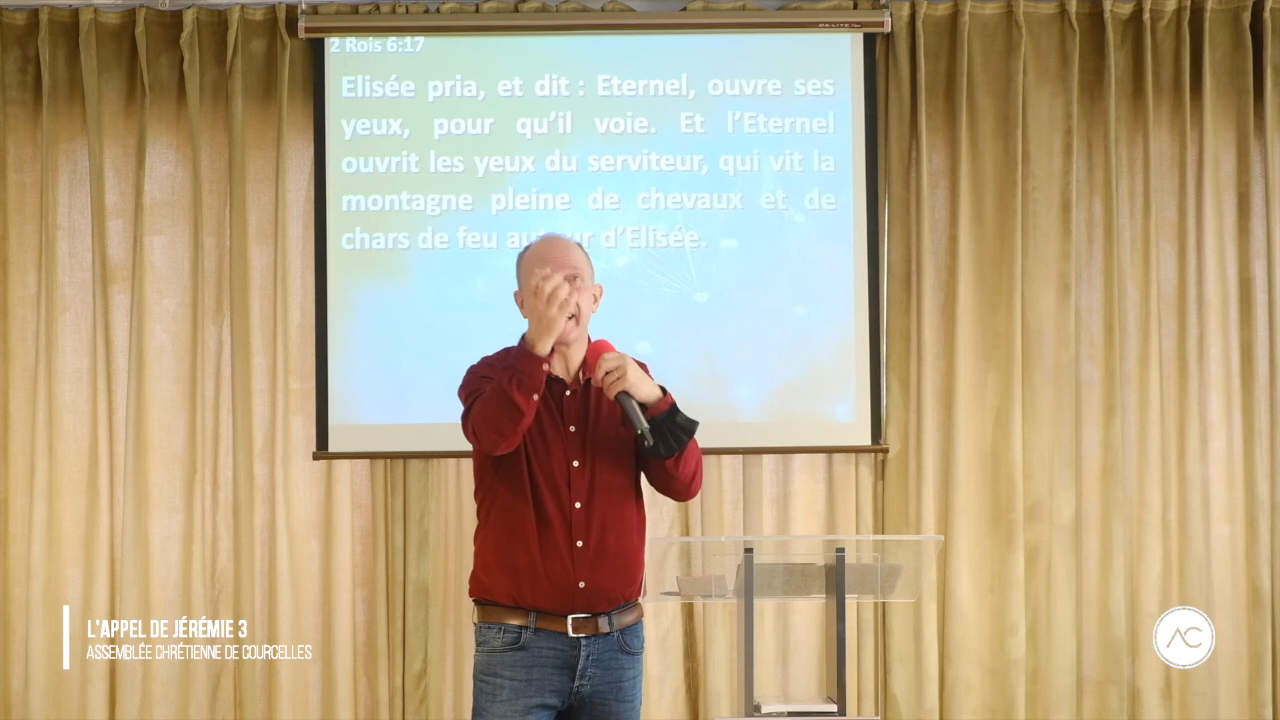 2 Rois 6:17
Elisée pria, et dit : Eternel, ouvre ses
yeux, pour qu’il voie. Et l’Eternel
ouvrit les yeux du serviteur, qui vit la
montagne pleine de chevaux et de
chars de feu autour d’Elisée.
L'APPEL DE JÉRÉMIE 3
ASSEMBLÉE CHRÉTIENNE DE COURCELLES
AC